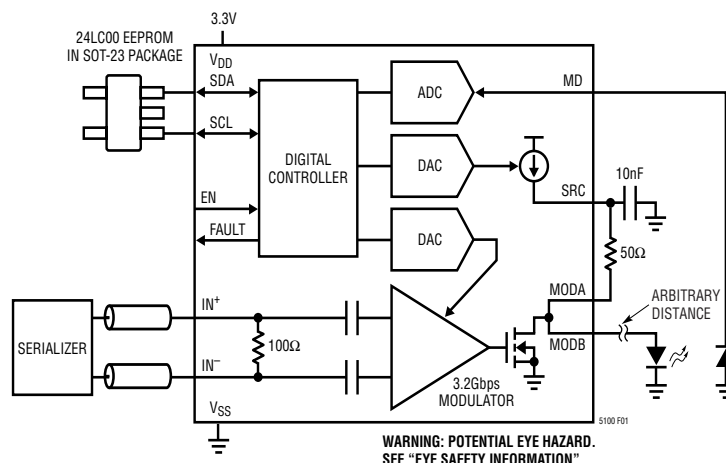 3.3V
24LC00 EEPROM
IN SOT-23 PACKAGE
VDD
SDA
SCL
EN
FAULT
DIGITAL
CONTROLLER
ADC
DAC
DAC
MD
SRC
10nF
50Ω
MODA
MODB
ARBITRARY
DISTANCE
SERIALIZER
IN+
IN–
100Ω
3.2Gbps
MODULATOR
VSS
5100 F01
WARNING: POTENTIAL EYE HAZARD.
SEE “EYE SAFETY INFORMATION”